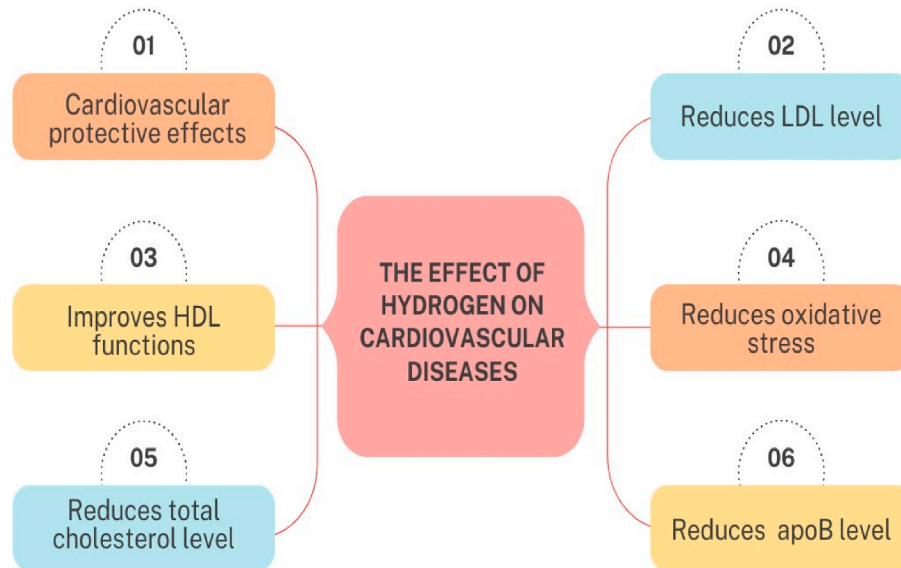 01
Cardiovascular
protective effects
02
Reduces LDL level
03
Improves HDL
functions
THE EFFECT OF
HYDROGEN ON
CARDIOVASCULAR
DISEASES
04
Reduces oxidative
stress
05
Reduces total
cholesterol level
06
Reduces apoB level